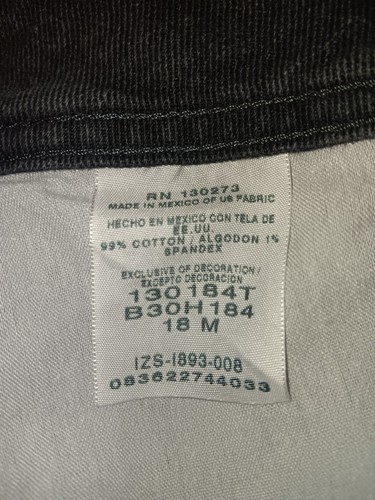 RN 130273
MADE IN MEXICO OF US FABRIC
HECHO EN MEXICO CON TELA DE
EE.UU.
99% COTTON / ALGODON 1%
SPANDEX
EXCLUSIVE OF DECORATION /
EXCEPTO DECORACION
130184T
B30H184
18 M
IZS-I893-008
083622744033